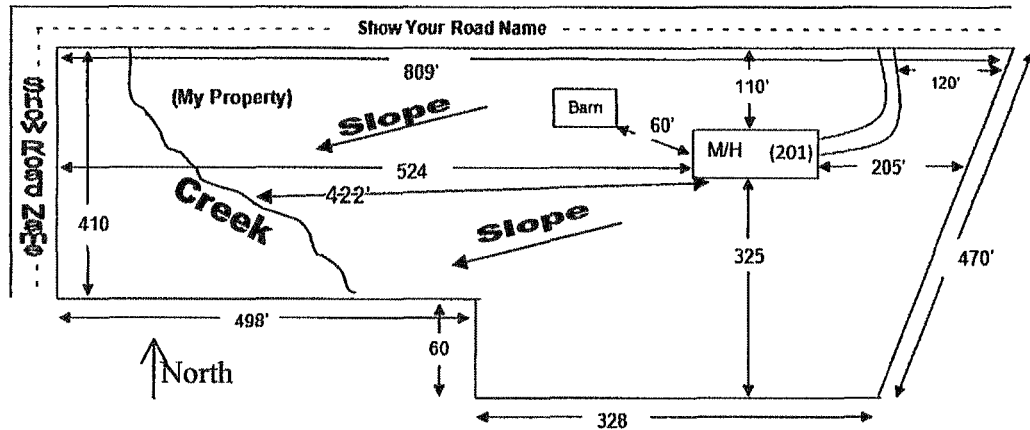 Show Your Road Name
Show Road Name
809'
110'
120'
(My Property)
Slope
Barn
60'
M/H (201)
524
205'
422'
Creek
Slope
410
325
470'
498'
60
North
328